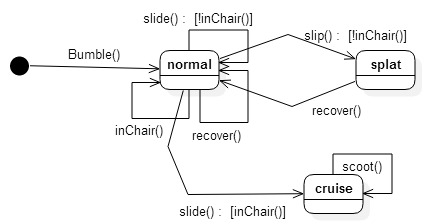 slide() : [!inChair()]
slip() : [!inChair()]
Bumble()
normal
splat
inChair()
recover()
recover()
scoot()
cruise
slide() : [inChair()]